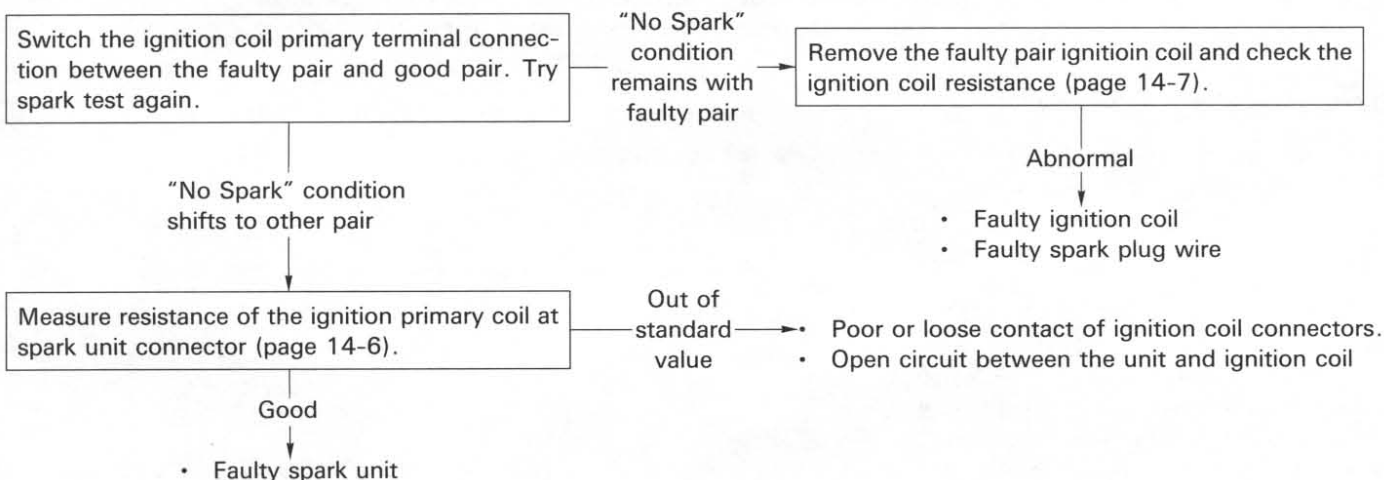 Switch the ignition coil primary terminal connec-
tion between the faulty pair and good pair. Try
spark test again.
"No Spark"
condition
remains with
faulty pair
Remove the faulty pair ignitioin coil and check the
ignition coil resistance (page 14-7).
Abnormal
• Faulty ignition coil
• Faulty spark plug wire
"No Spark" condition
shifts to other pair
Measure resistance of the ignition primary coil at
spark unit connector (page 14-6).
Out of
standard
value
• Poor or loose contact of ignition coil connectors.
• Open circuit between the unit and ignition coil
Good
• Faulty spark unit